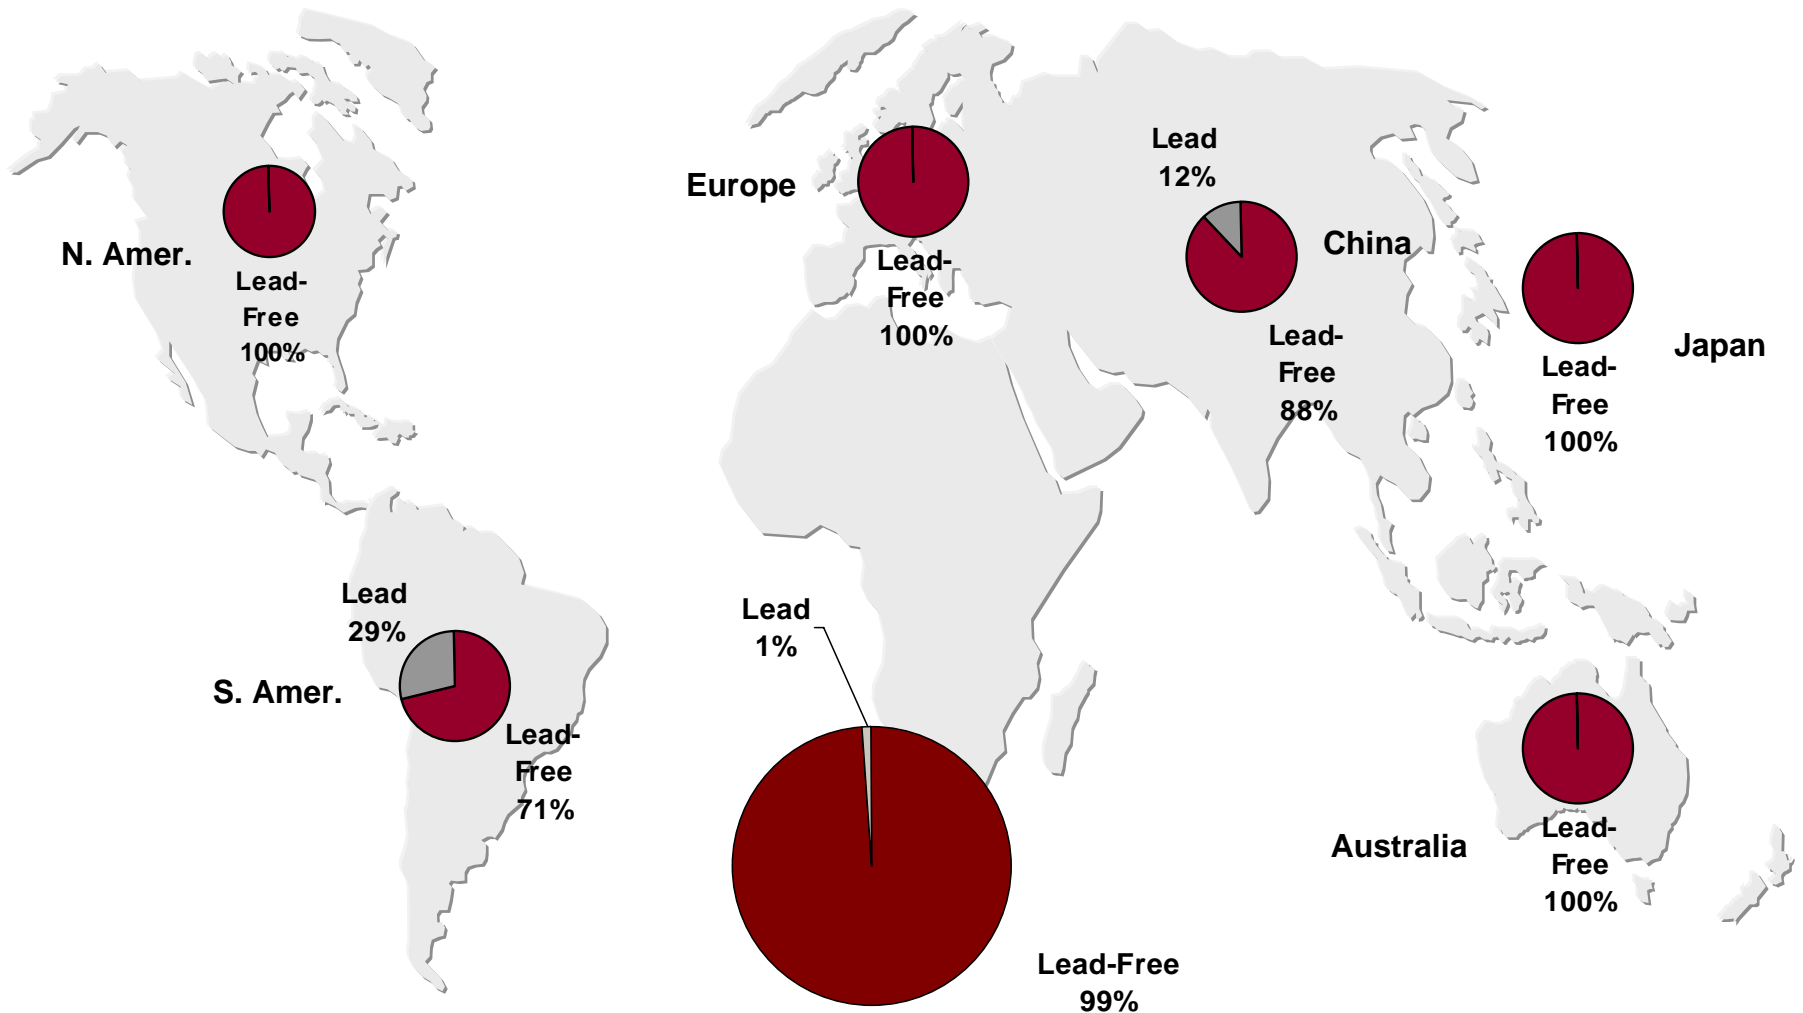 N. Amer.
Lead-
Free
100%
Europe
Lead-
Free
100%
Lead
12%
China
Lead-
Free
88%
Japan
Lead-
Free
100%
Lead
29%
S. Amer.
Lead-
Free
71%
Lead
1%
Lead-Free
99%
Australia
Lead-
Free
100%